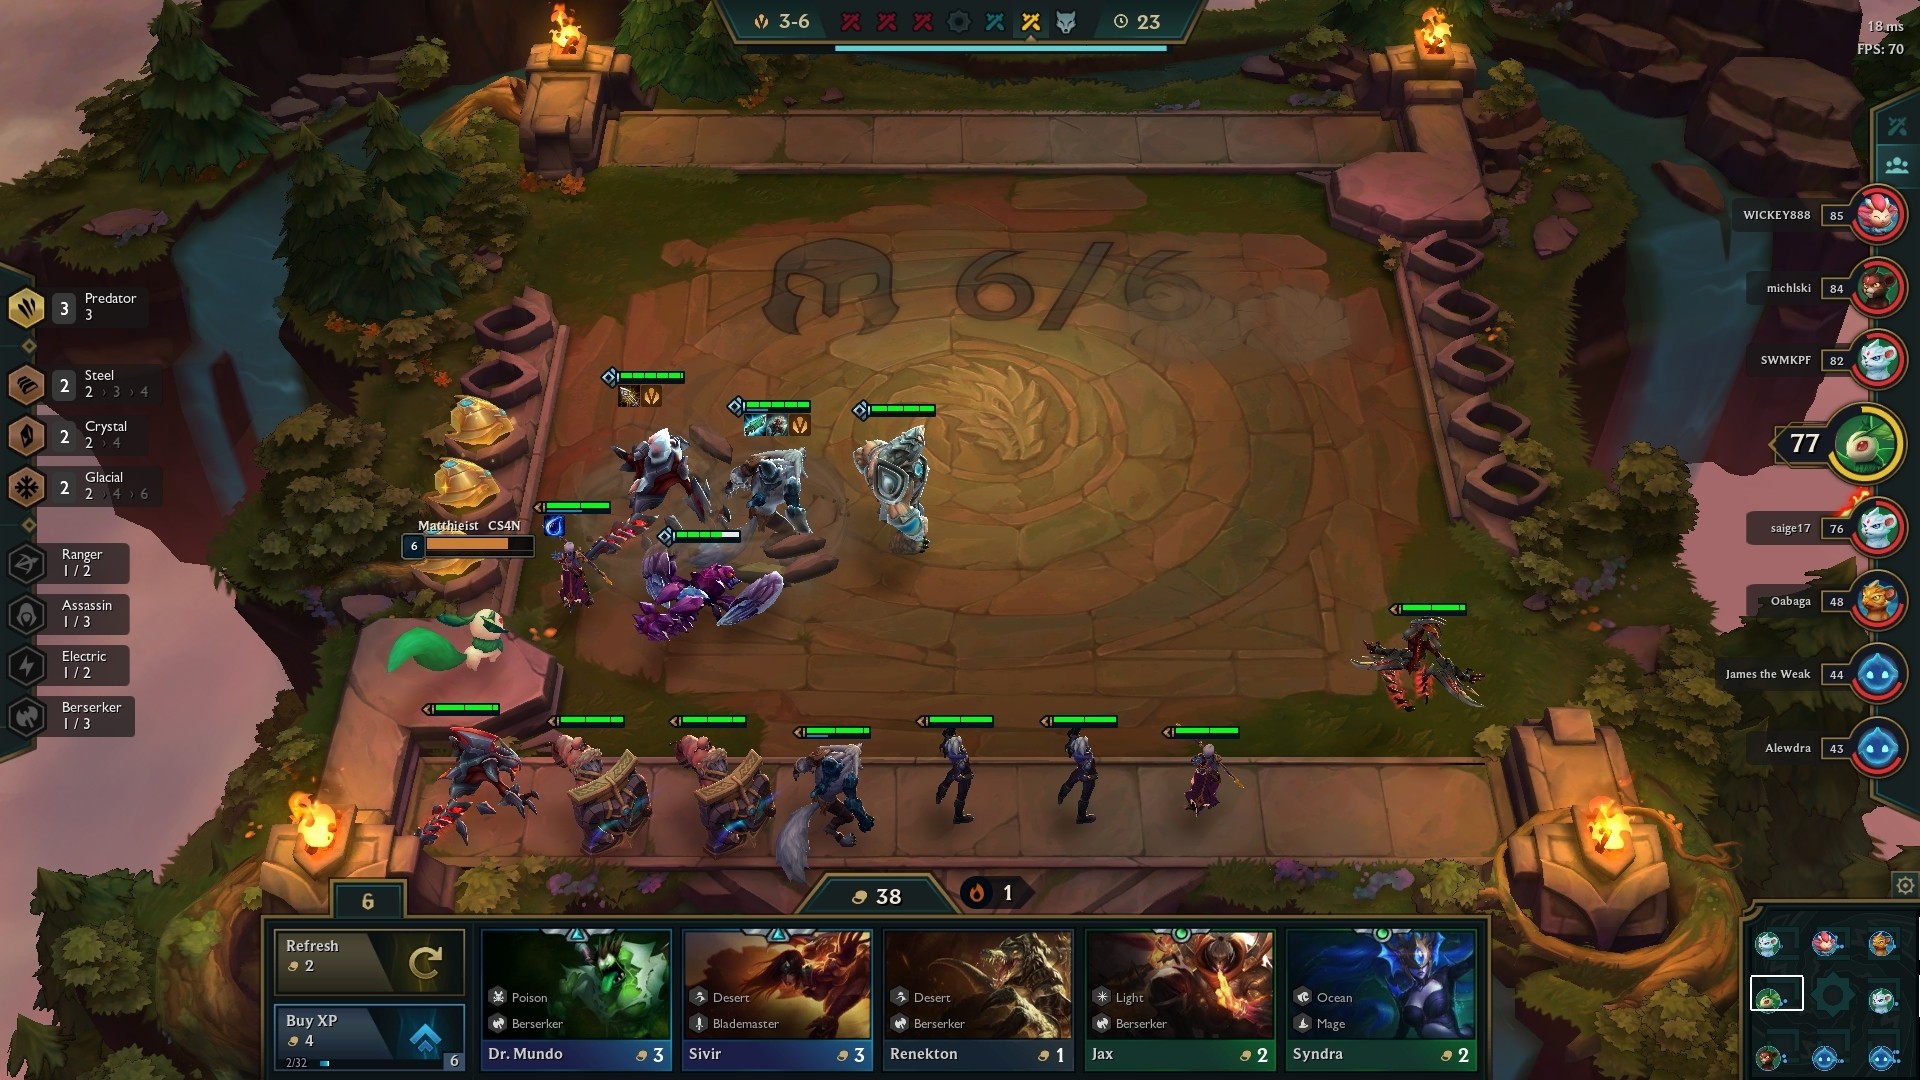 3-6
23
18 ms
FPS: 70
6/6
WICKEY888 85
michlski 84
SWMKPF 82
77
saige17 76
Oabaga 48
James the Weak 44
Alewdra 43
3 Predator
3
2 Steel
2 › 3 › 4
2 Crystal
2 › 4
2 Glacial
2 › 4 › 6
Ranger
1 / 2
Assassin
1 / 3
Electric
1 / 2
Berserker
1 / 3
Matthieist CS4N
6
6
38
1
Refresh
2
Buy XP
4
2/32
6
Poison
Berserker
Dr. Mundo 3
Desert
Blademaster
Sivir 3
Desert
Berserker
Renekton 1
Light
Berserker
Jax 2
Ocean
Mage
Syndra 2